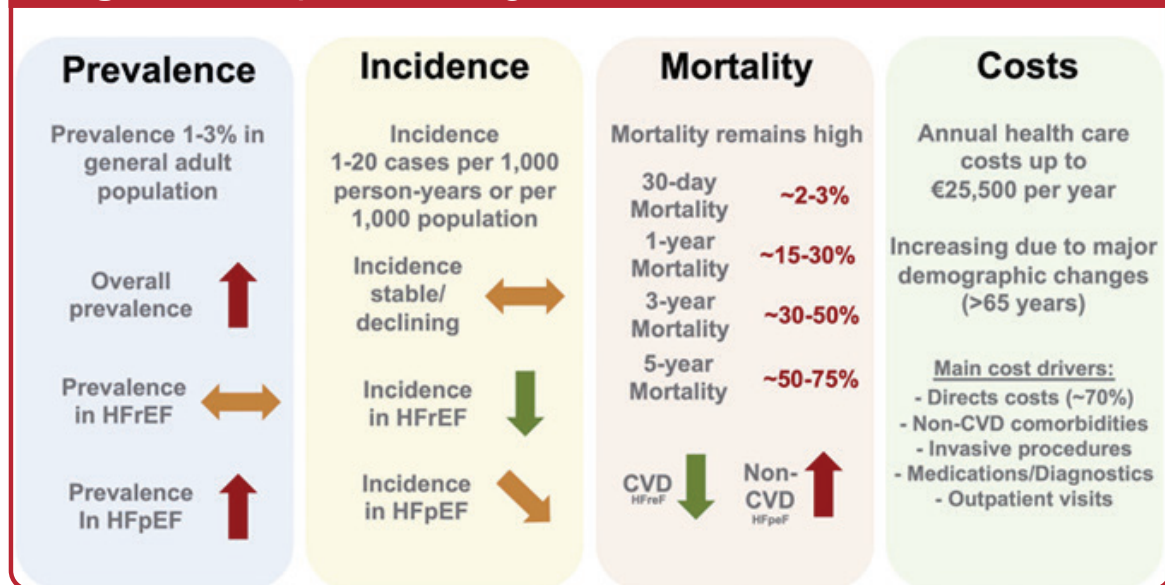 Prevalence
Prevalence 1-3% in
general adult
population
Overall
prevalence
Prevalence
in HFrEF
Prevalence
In HFpEF
Incidence
Incidence
1-20 cases per 1,000
person-years or per
1,000 population
Incidence
stable/
declining
Incidence
in HFrEF
Incidence
in HFpEF
Mortality
Mortality remains high
30-day
Mortality
~2-3%
1-year
Mortality
~15-30%
3-year
Mortality
~30-50%
5-year
Mortality
~50-75%
CVD
HFreF
Non-
CVD
HFpeF
Costs
Annual health care
costs up to
€25,500 per year
Increasing due to major
demographic changes
(>65 years)
Main cost drivers:
- Directs costs (~70%)
- Non-CVD comorbidities
- Invasive procedures
- Medications/Diagnostics
- Outpatient visits